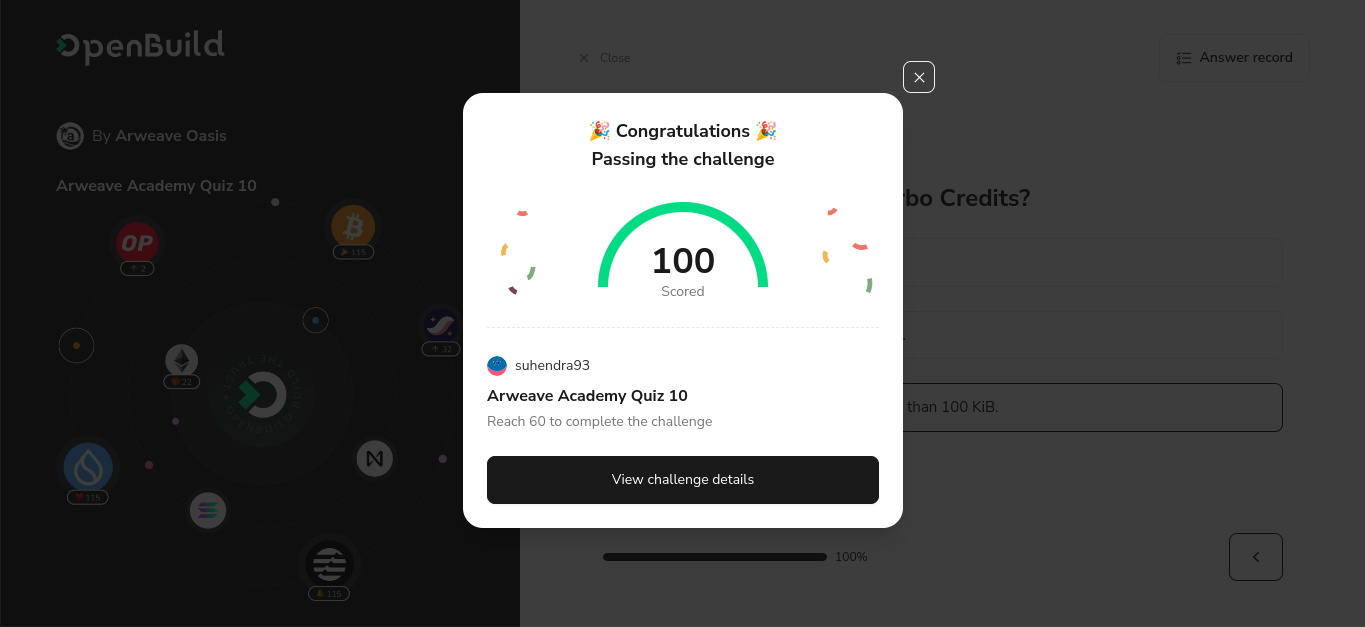 OpenBuild
By Arweave Oasis
Arweave Academy Quiz 10
OP
2
115
32
22
115
115
Close
Answer record
rbo Credits?
than 100 KiB.
100%
🎉 Congratulations 🎉
Passing the challenge
100
Scored
suhendra93
Arweave Academy Quiz 10
Reach 60 to complete the challenge
View challenge details